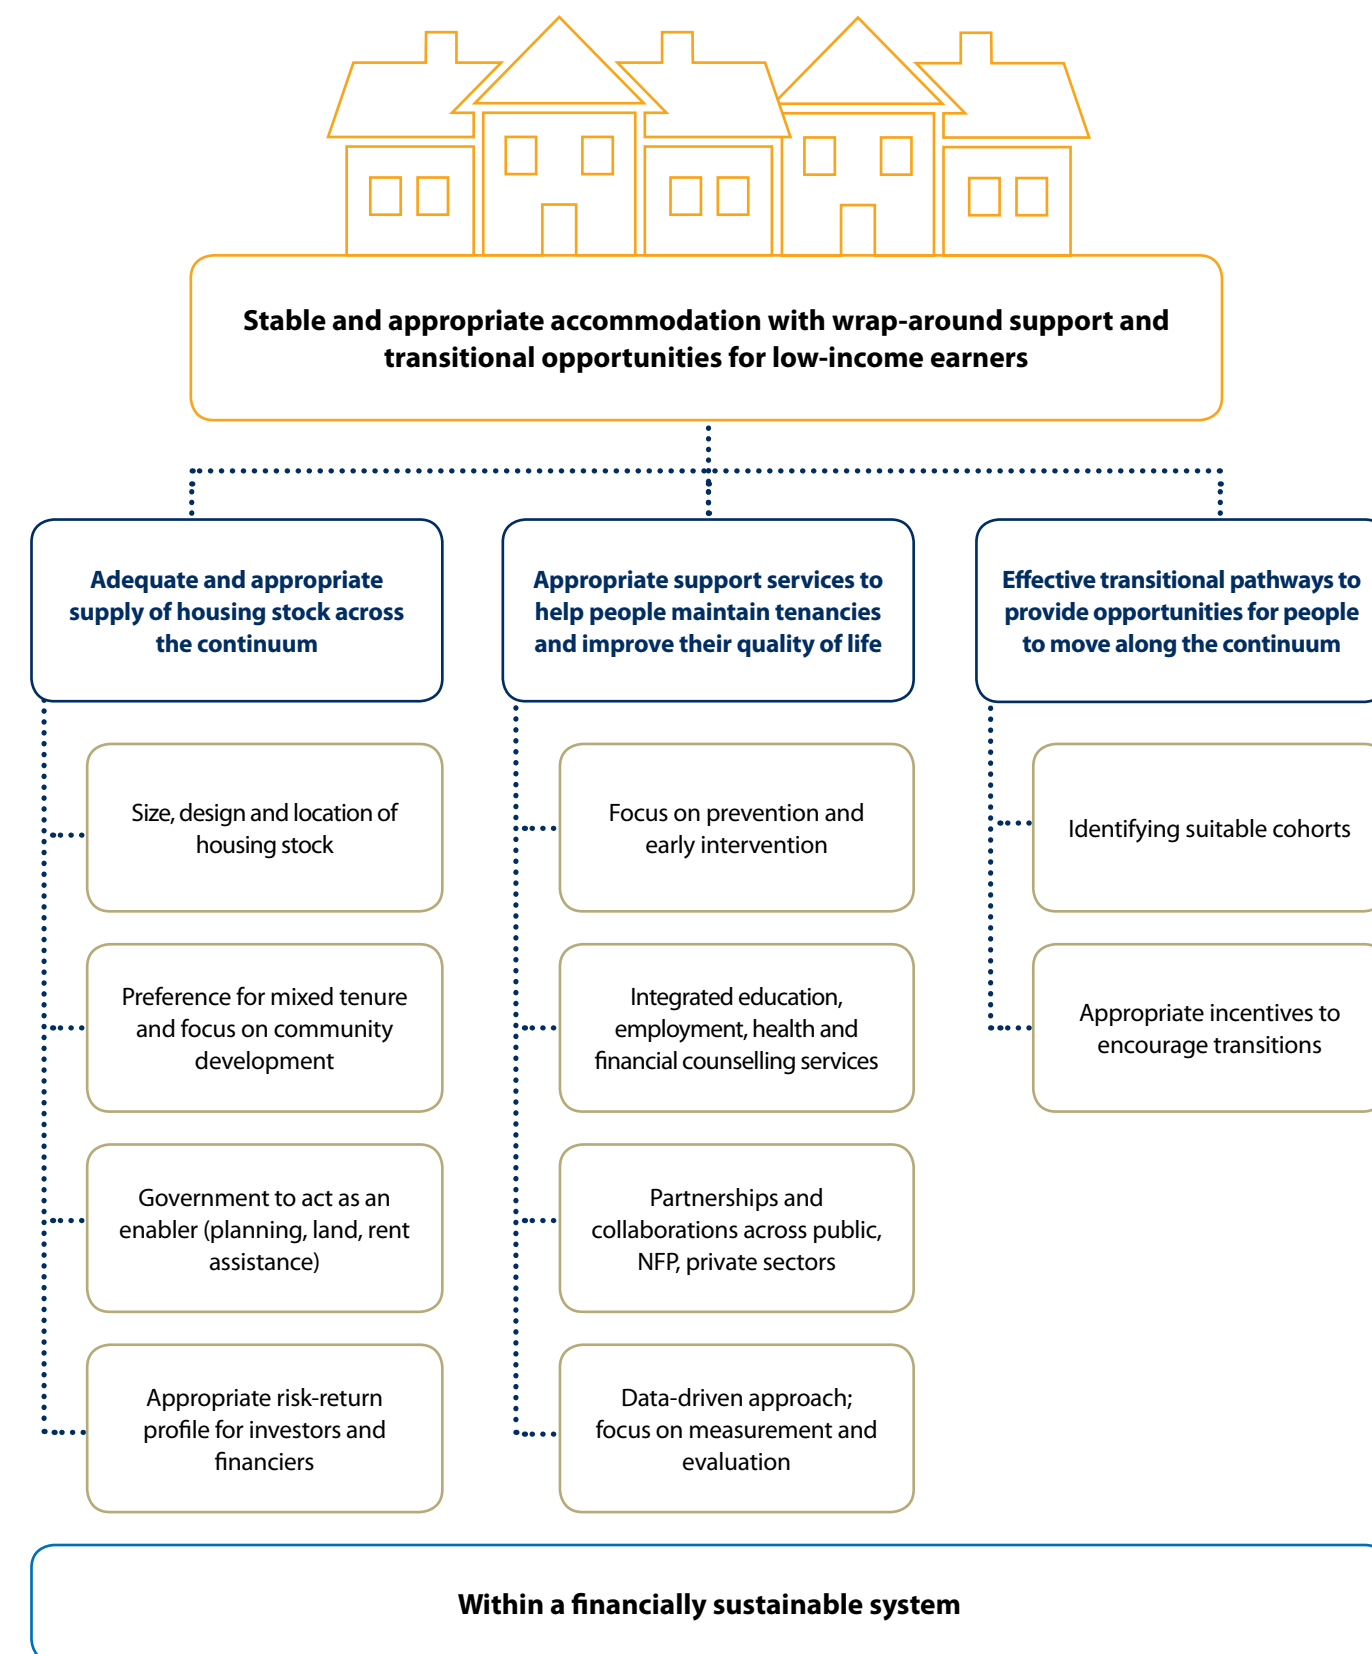 Stable and appropriate accommodation with wrap-around support and
transitional opportunities for low-income earners
Adequate and appropriate
supply of housing stock across
the continuum
Size, design and location of
housing stock
Preference for mixed tenure
and focus on community
development
Government to act as an
enabler (planning, land, rent
assistance)
Appropriate risk-return
profile for investors and
financiers
Appropriate support services to
help people maintain tenancies
and improve their quality of life
Focus on prevention and
early intervention
Integrated education,
employment, health and
financial counselling services
Partnerships and
collaborations across public,
NFP, private sectors
Data-driven approach;
focus on measurement and
evaluation
Effective transitional pathways to
provide opportunities for people
to move along the continuum
Identifying suitable cohorts
Appropriate incentives to
encourage transitions
Within a financially sustainable system